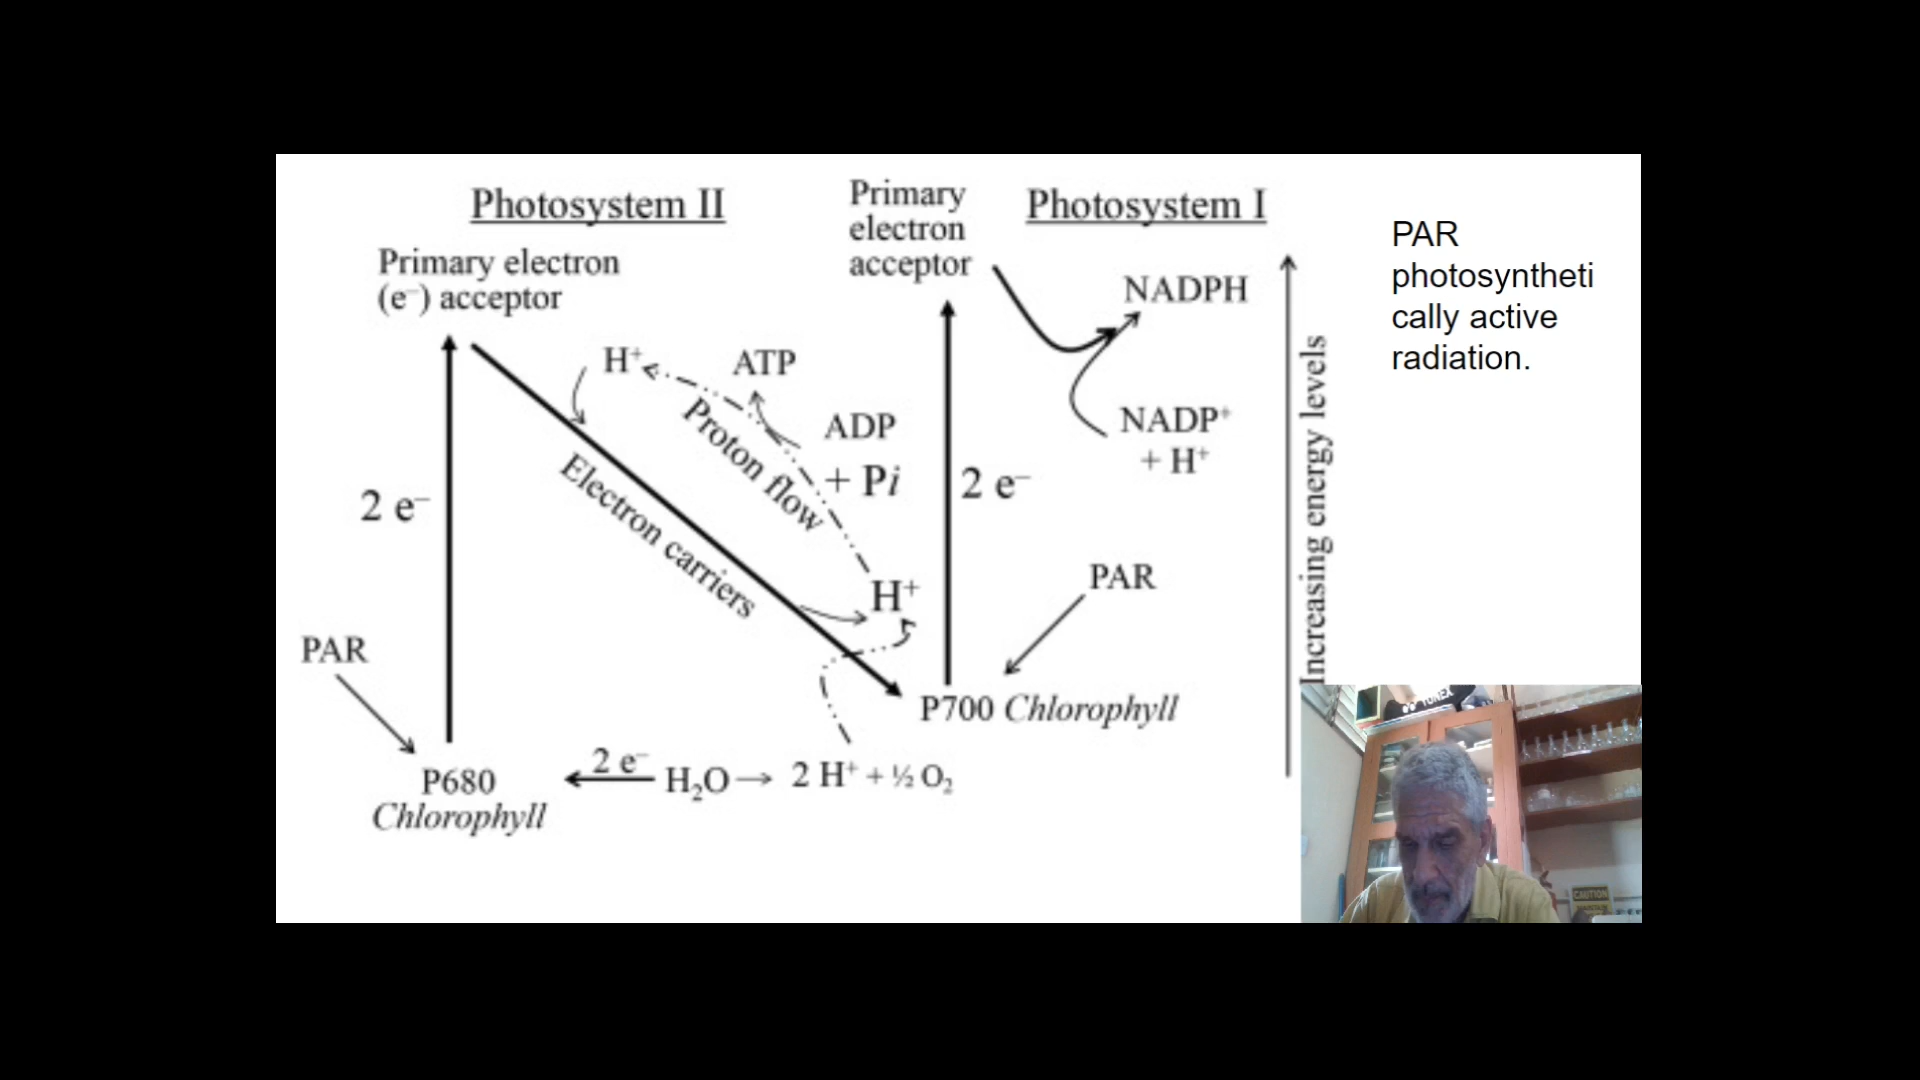 Photosystem II
Primary electron
(e⁻) acceptor
Primary
electron
acceptor
Photosystem I
NADPH
NADP⁺
+ H⁺
H⁺
ATP
ADP
+ Pi
Proton flow
Electron carriers
2 e⁻
2 e⁻
H⁺
PAR
PAR
P700 Chlorophyll
P680
Chlorophyll
2 e⁻
H₂O → 2 H⁺ + ½ O₂
Increasing energy levels
PAR
photosyntheti
cally active
radiation.
CAUTION